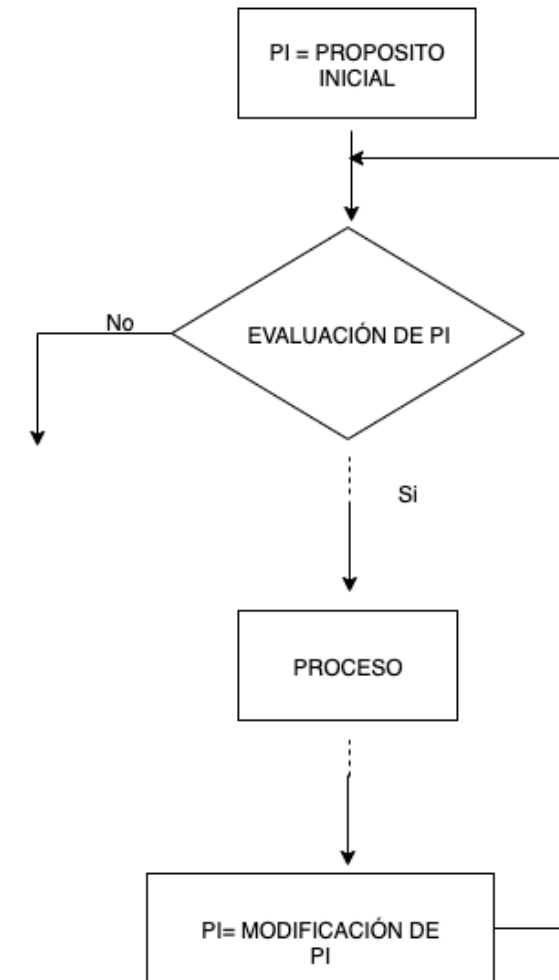 PI = PROPOSITO
INICIAL
No
EVALUACIÓN DE PI
Si
PROCESO
PI= MODIFICACIÓN DE
PI